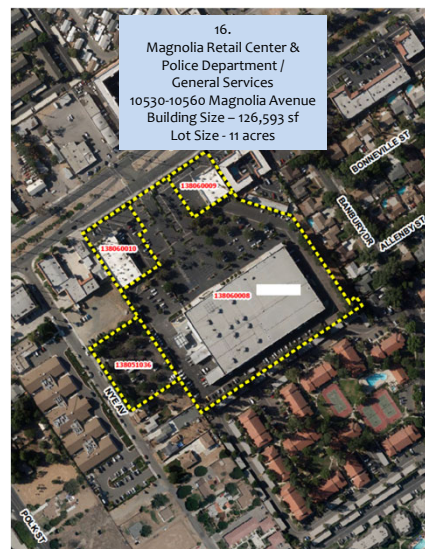 16.
Magnolia Retail Center &
Police Department /
General Services
10530-10560 Magnolia Avenue
Building Size – 126,593 sf
Lot Size - 11 acres
BONNEVILLE ST
138060009
BANBURY DR
ALLENBY ST
138060010
138060008
138051036
NYE AV
POLK ST